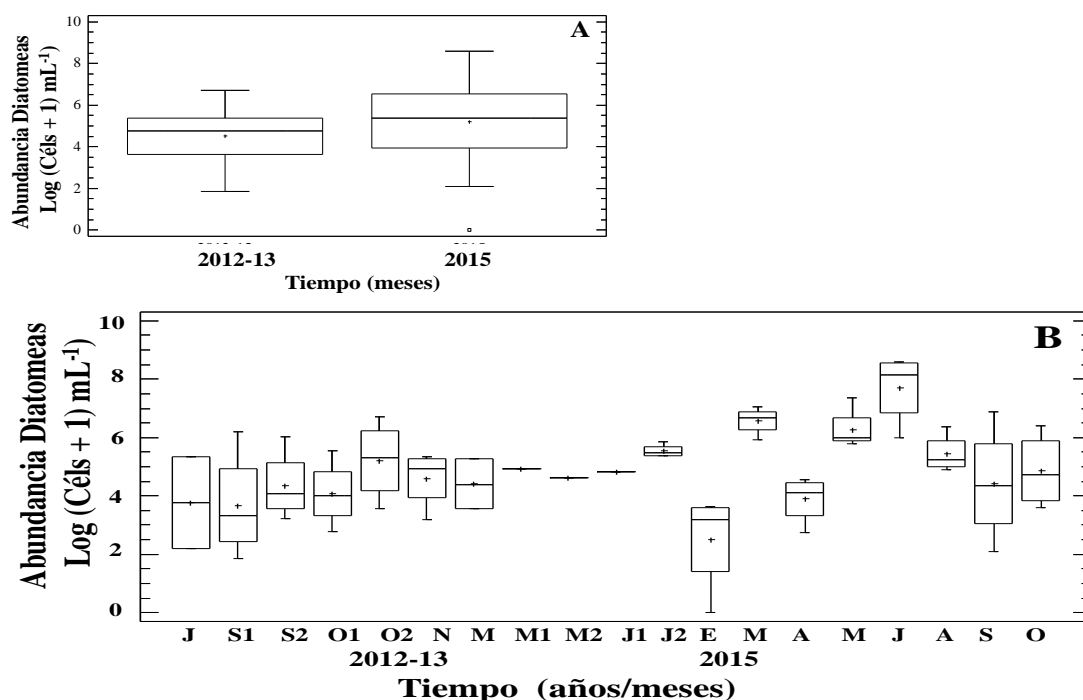 A
Abundancia Diatomeas
Log (Céls + 1) mL-1
10
8
6
4
2
0
2012-13 2015
Tiempo (meses)
B
Abundancia Diatomeas
Log (Céls + 1) mL-1
10
8
6
4
2
0
J S1 S2 O1 O2 N M M1 M2 J1 J2 E M A M J A S O
2012-13 2015
Tiempo (años/meses)